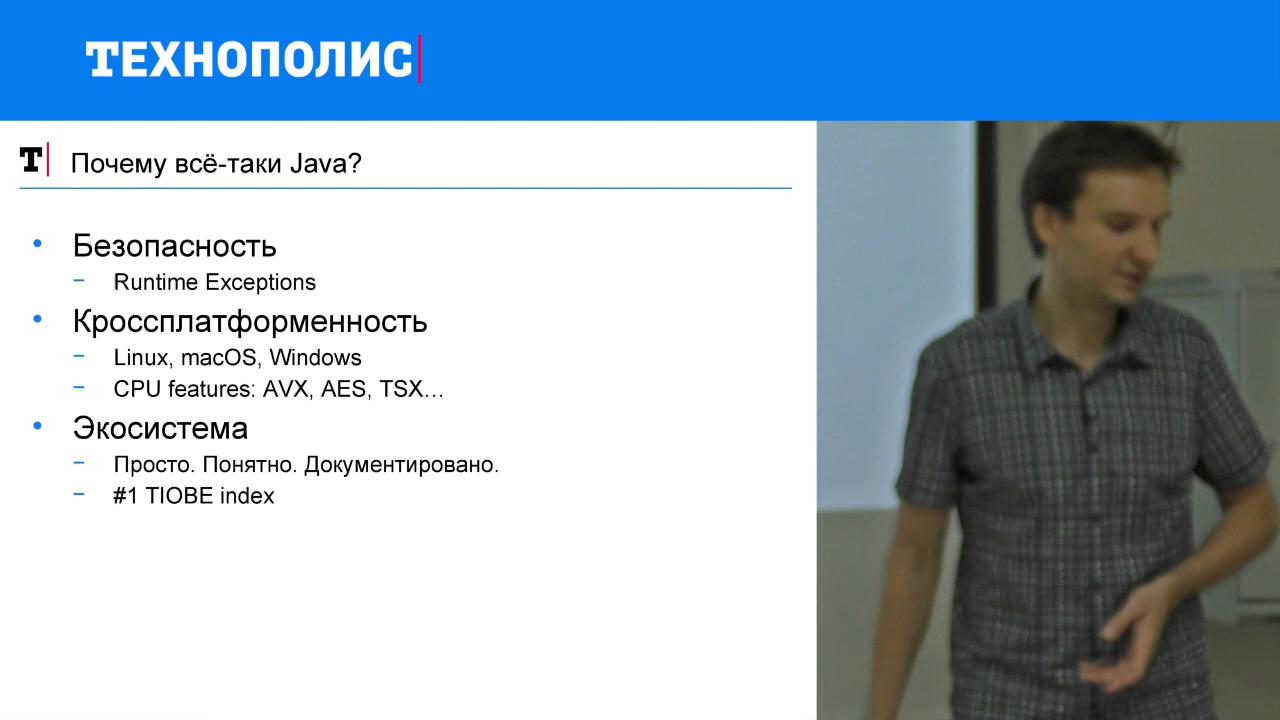 ТЕХНОПОЛИС
Т Почему всё-таки Java?
• Безопасность
− Runtime Exceptions
• Кроссплатформенность
− Linux, macOS, Windows
− CPU features: AVX, AES, TSX…
• Экосистема
− Просто. Понятно. Документировано.
− #1 TIOBE index